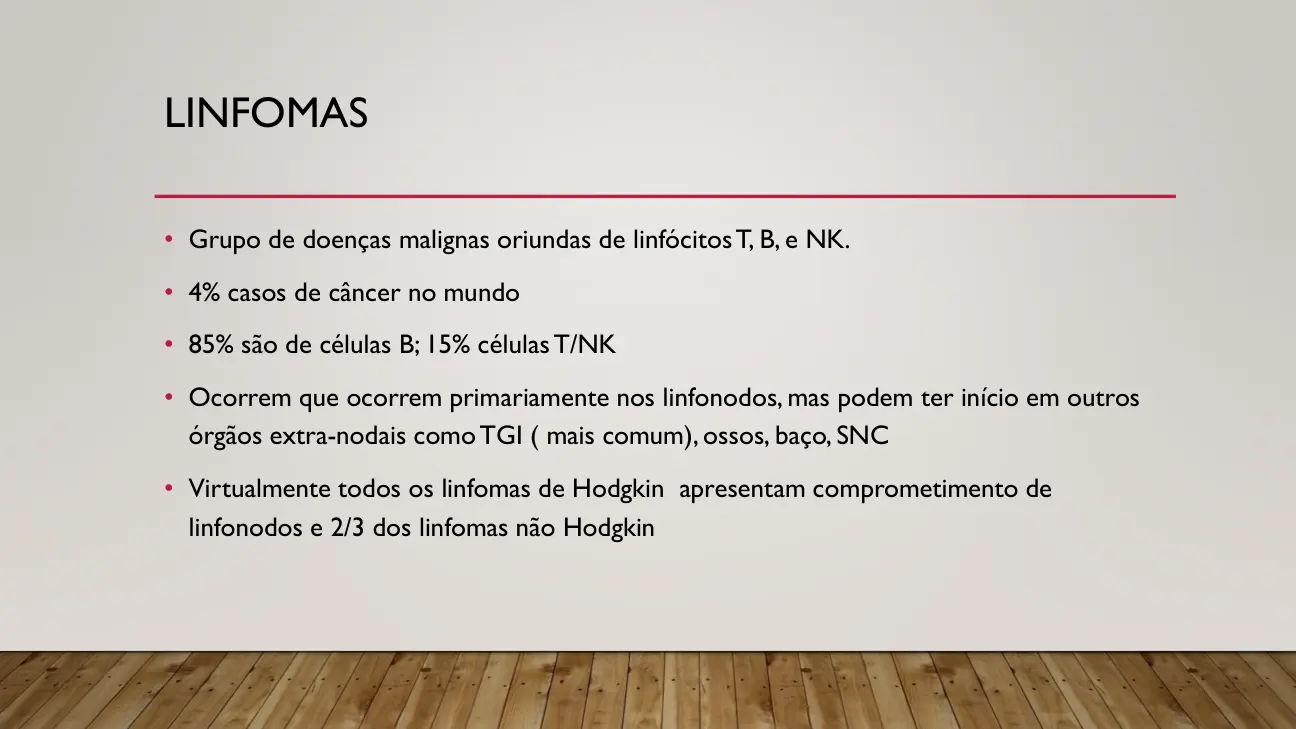 LINFOMAS
• Grupo de doenças malignas oriundas de linfócitos T, B, e NK.
• 4% casos de câncer no mundo
• 85% são de células B; 15% células T/NK
• Ocorrem que ocorrem primariamente nos linfonodos, mas podem ter início em outros
órgãos extra-nodais como TGI ( mais comum), ossos, baço, SNC
• Virtualmente todos os linfomas de Hodgkin  apresentam comprometimento de
linfonodos e 2/3 dos linfomas não Hodgkin